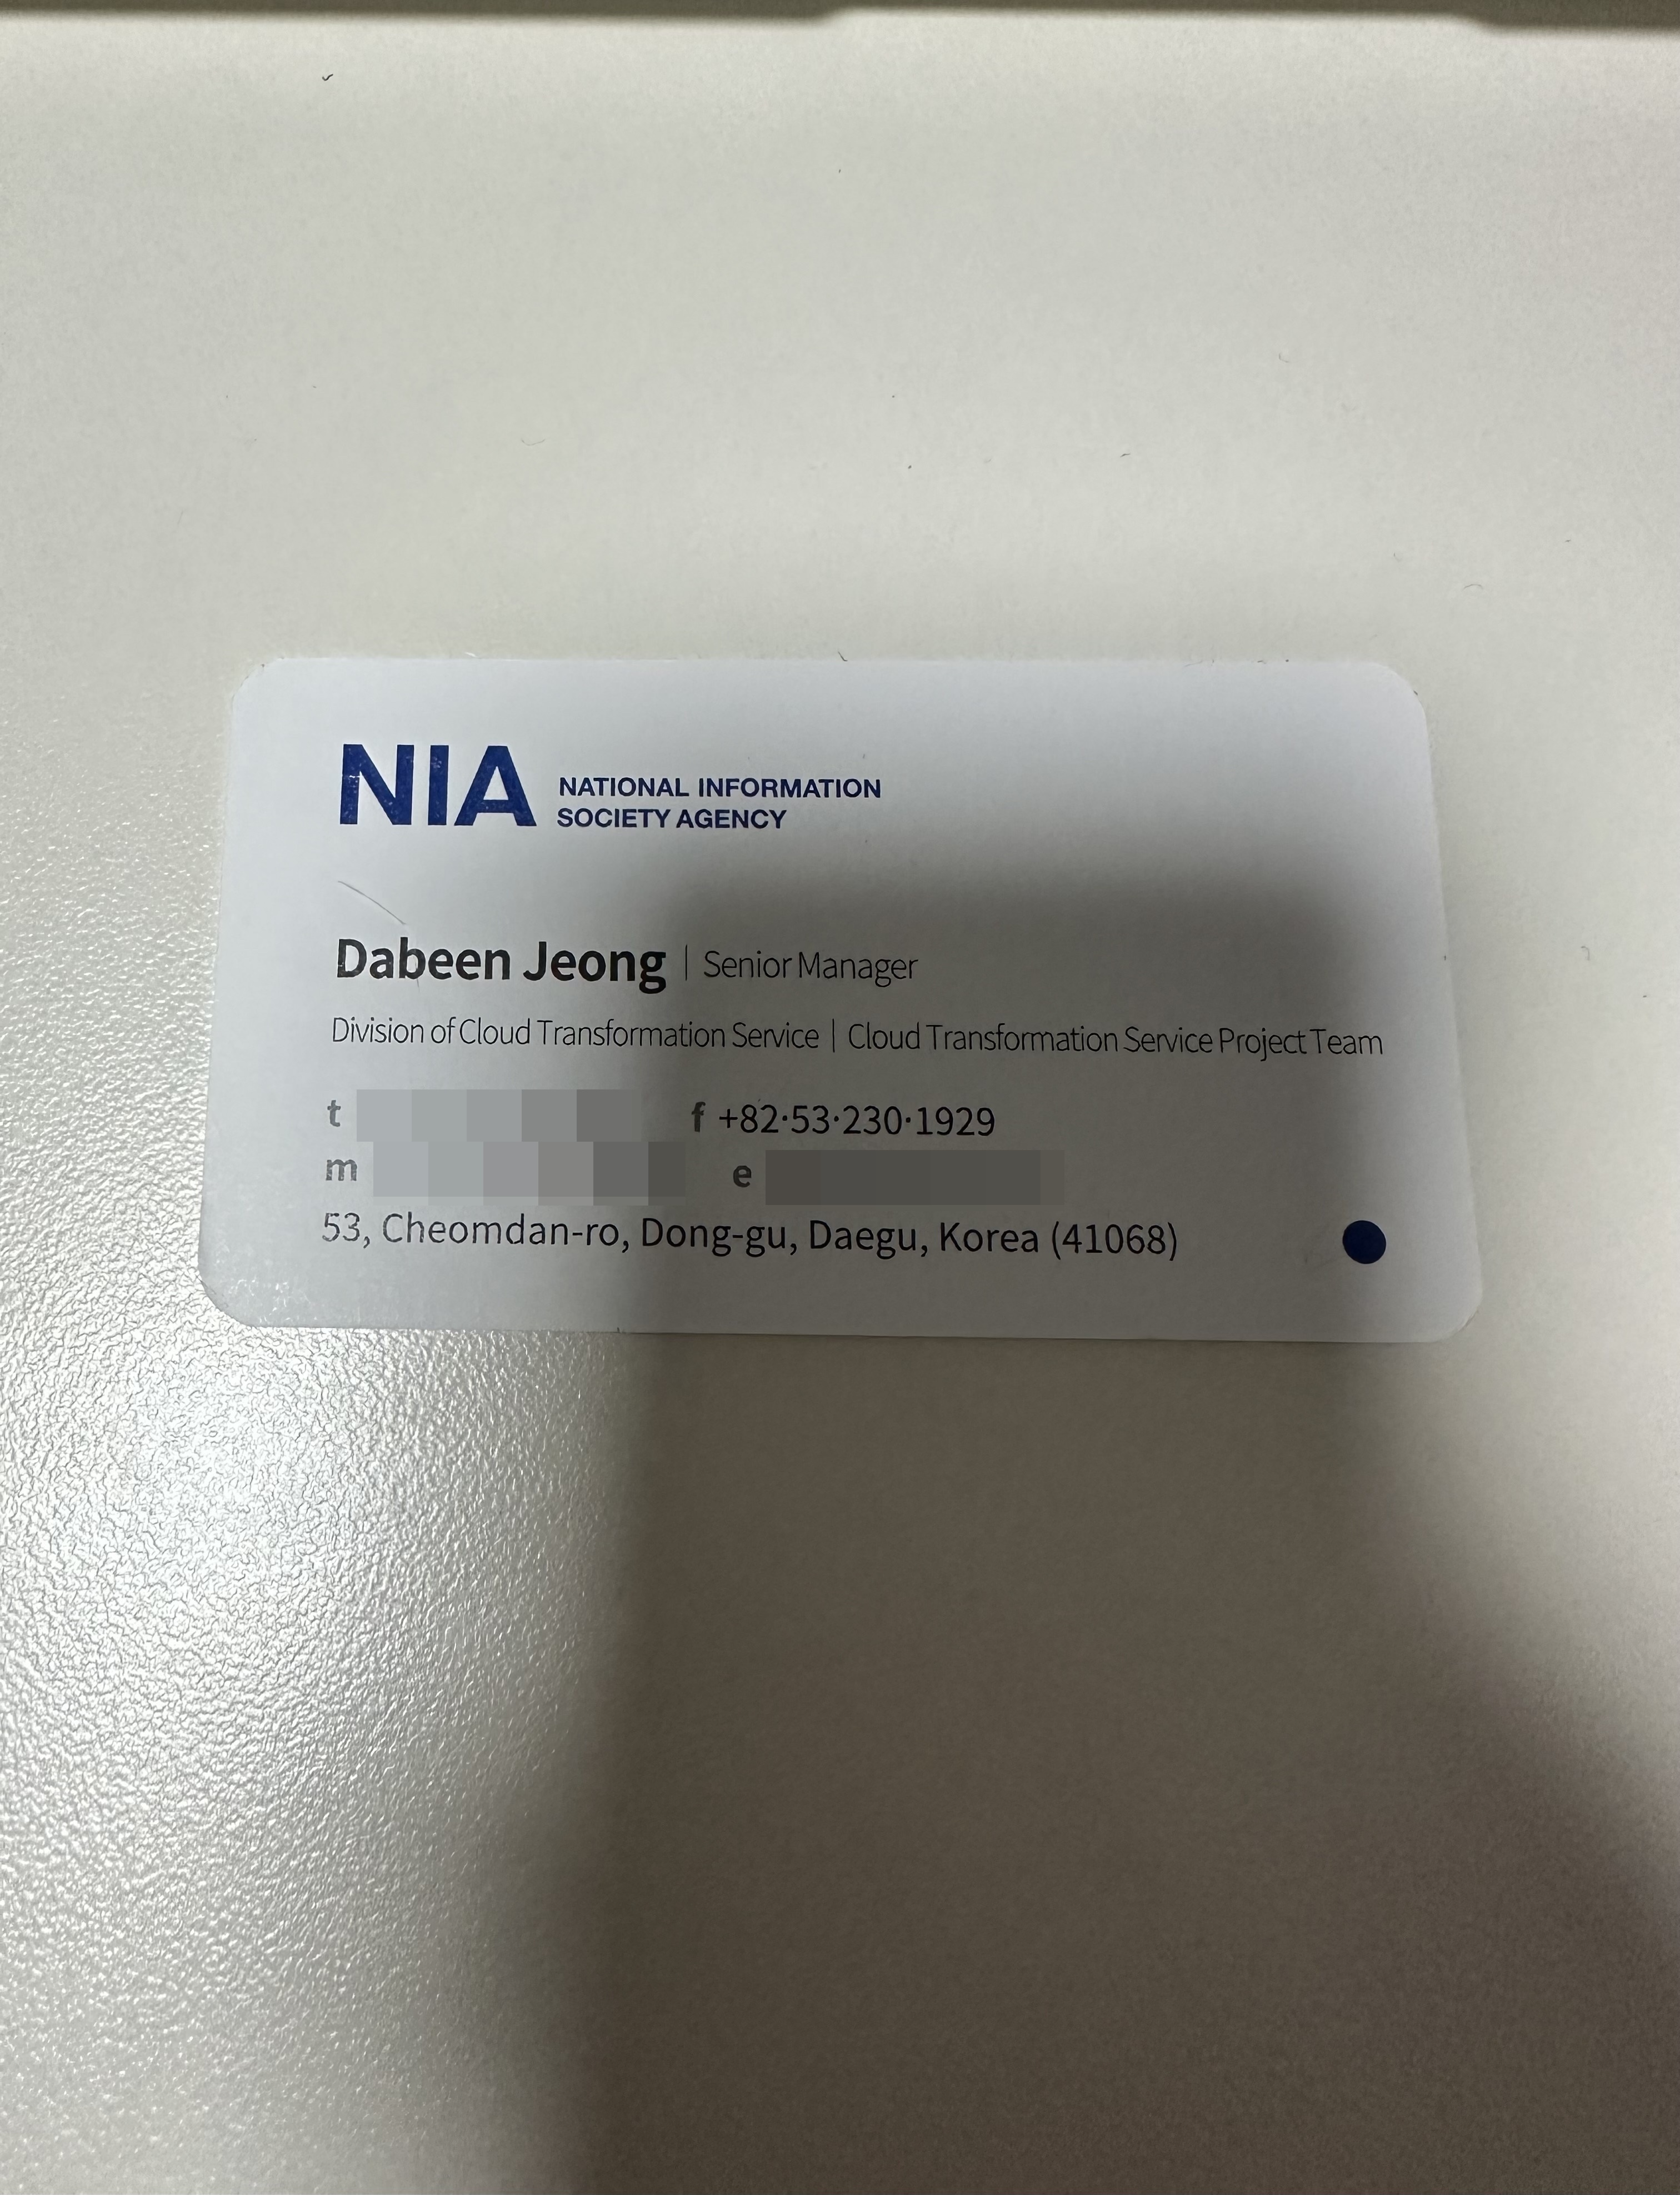 NIA NATIONAL INFORMATION
SOCIETY AGENCY
Dabeen Jeong | Senior Manager
Division of Cloud Transformation Service | Cloud Transformation Service Project Team
t f +82·53·230·1929
m e
53, Cheomdan-ro, Dong-gu, Daegu, Korea (41068)